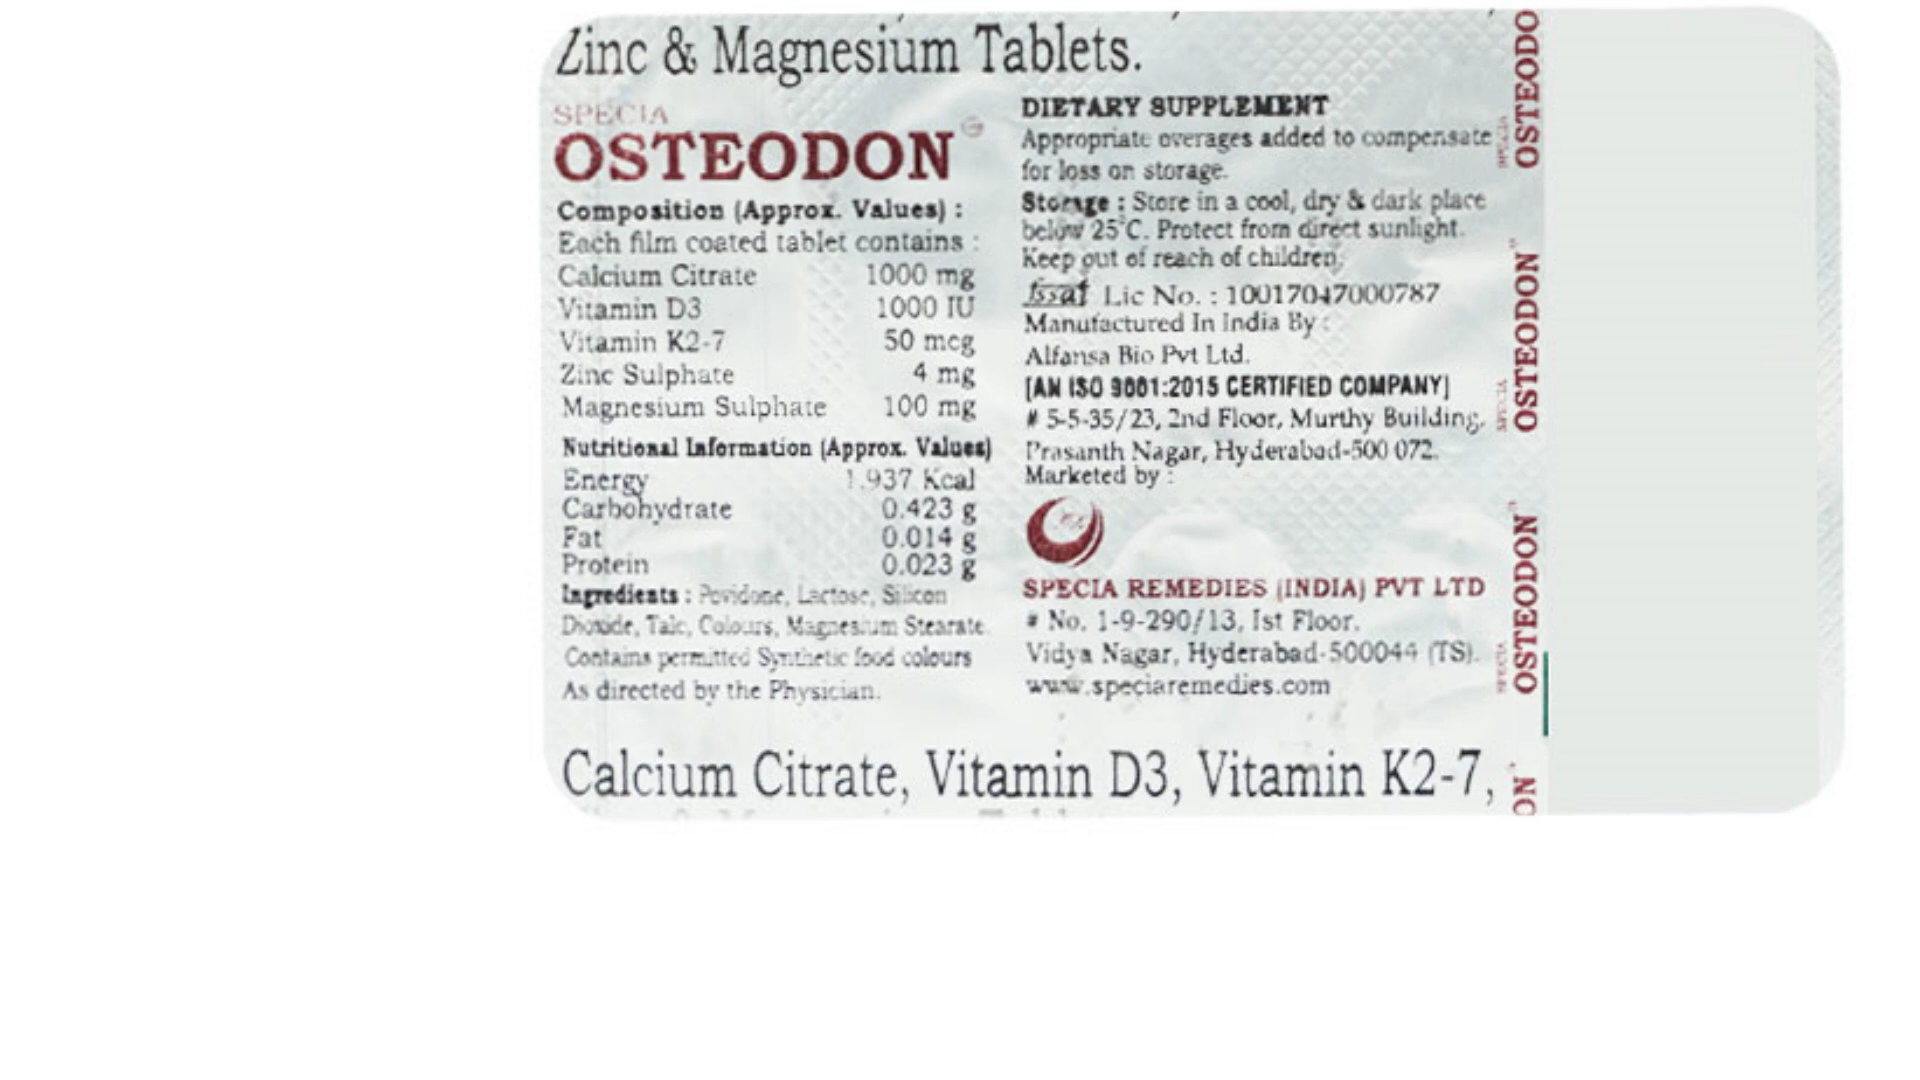 Zinc & Magnesium Tablets.
SPECIA
OSTEODON
Composition (Approx. Values) :
Each film coated tablet contains :
Calcium Citrate 1000 mg
Vitamin D3 1000 IU
Vitamin K2-7 50 mcg
Zinc Sulphate 4 mg
Magnesium Sulphate 100 mg
Nutritional Information (Approx. Values)
Energy 1.937 Kcal
Carbohydrate 0.423 g
Fat 0.014 g
Protein 0.023 g
Ingredients : Povidone, Lactose, Silicon
Dioxide, Talc, Colours, Magnesium Stearate.
Contains permitted Synthetic food colours
As directed by the Physician.
DIETARY SUPPLEMENT
Appropriate overages added to compensate
for loss on storage.
Storage : Store in a cool, dry & dark place
below 25°C. Protect from direct sunlight.
Keep out of reach of children.
fssai Lic No. : 10017047000787
Manufactured In India By :
Alfansa Bio Pvt Ltd.
[AN ISO 9001:2015 CERTIFIED COMPANY]
# 5-5-35/23, 2nd Floor, Murthy Building,
Prasanth Nagar, Hyderabad-500 072.
Marketed by :
SPECIA REMEDIES (INDIA) PVT LTD
# No. 1-9-290/13, Ist Floor.
Vidya Nagar, Hyderabad-500044 (TS).
www.speciaremedies.com
Calcium Citrate, Vitamin D3, Vitamin K2-7,
SPECIA
OSTEODO
SPECIA
OSTEODON
SPECIA
OSTEODON
ON